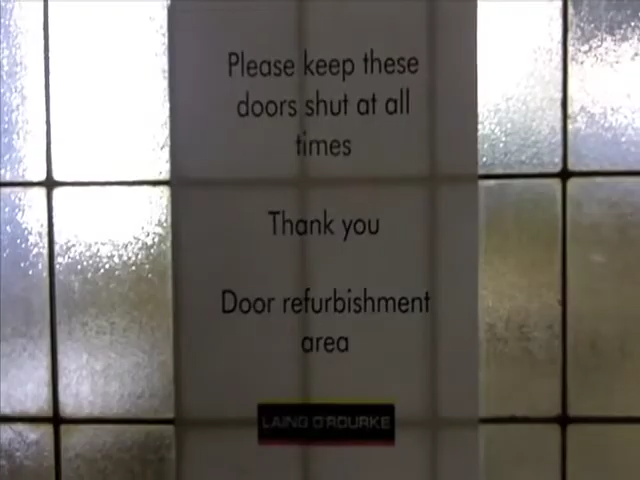 Please keep these
doors shut at all
times
Thank you
Door refurbishment
area
LAING O'ROURKE